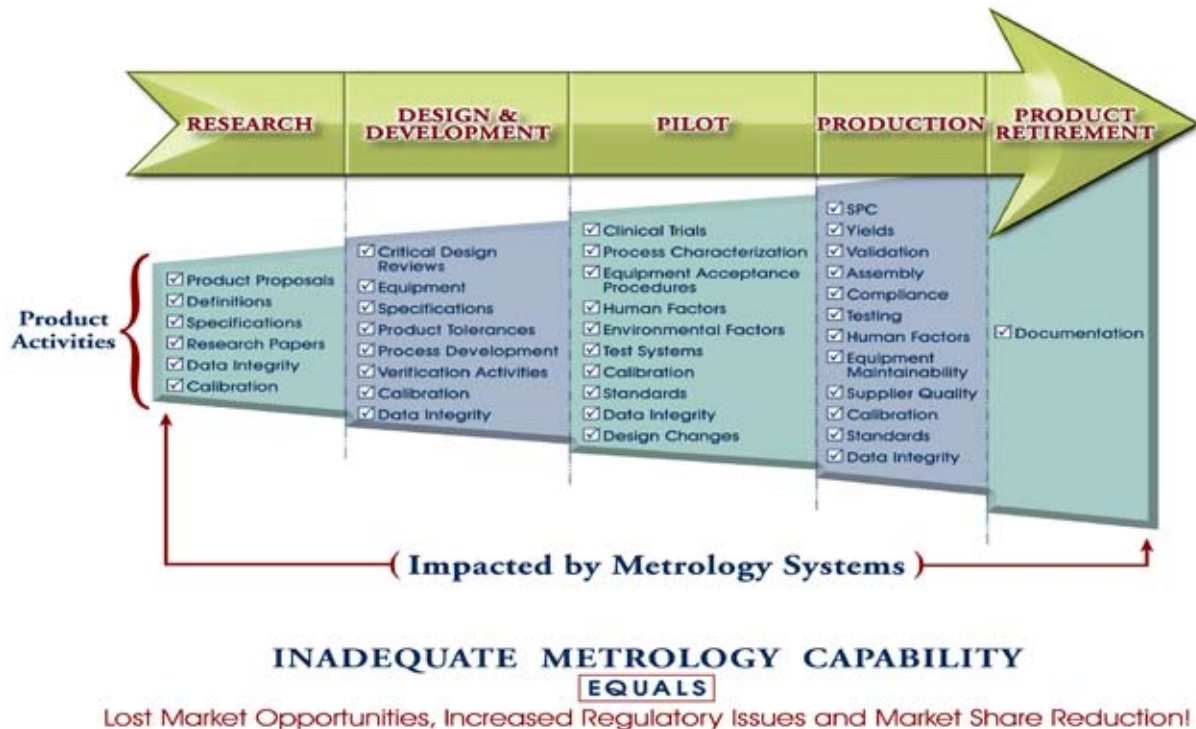 RESEARCH
DESIGN &
DEVELOPMENT
PILOT
PRODUCTION
PRODUCT
RETIREMENT
Product
Activities
Product Proposals
Definitions
Specifications
Research Papers
Data Integrity
Calibration
Critical Design
Reviews
Equipment
Specifications
Product Tolerances
Process Development
Verification Activities
Calibration
Data Integrity
Clinical Trials
Process Characterization
Equipment Acceptance
Procedures
Human Factors
Environmental Factors
Test Systems
Calibration
Standards
Data Integrity
Design Changes
SPC
Yields
Validation
Assembly
Compliance
Testing
Human Factors
Equipment
Maintainability
Supplier Quality
Calibration
Standards
Data Integrity
Documentation
( Impacted by Metrology Systems )
INADEQUATE METROLOGY CAPABILITY
EQUALS
Lost Market Opportunities, Increased Regulatory Issues and Market Share Reduction!